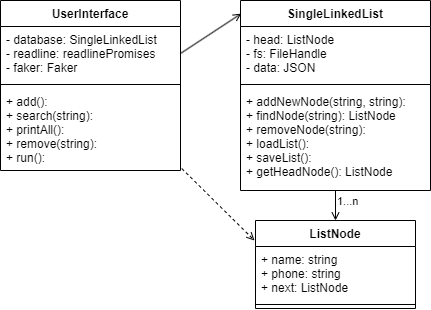 UserInterface
- database: SingleLinkedList
- readline: readlinePromises
- faker: Faker
+ add():
+ search(string):
+ printAll():
+ remove(string):
+ run():
SingleLinkedList
- head: ListNode
- fs: FileHandle
- data: JSON
+ addNewNode(string, string):
+ findNode(string): ListNode
+ removeNode(string):
+ loadList():
+ saveList():
+ getHeadNode(): ListNode
1...n
ListNode
+ name: string
+ phone: string
+ next: ListNode